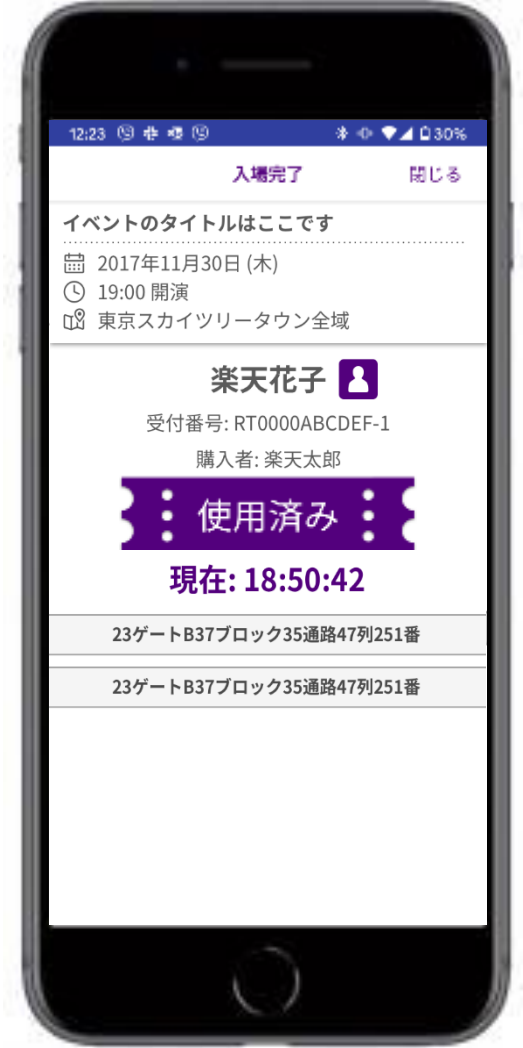 12:23 30%
入場完了 閉じる
イベントのタイトルはここです
2017年11月30日 (木)
19:00 開演
東京スカイツリータウン全域
楽天花子
受付番号: RT0000ABCDEF-1
購入者: 楽天太郎
使用済み
現在: 18:50:42
23ゲートB37ブロック35通路47列251番
23ゲートB37ブロック35通路47列251番